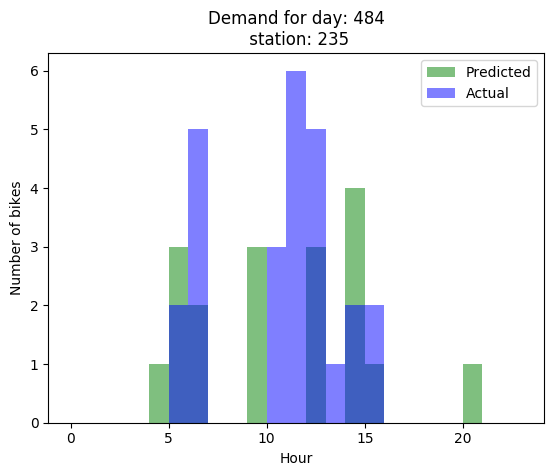 Demand for day: 484
station: 235
Predicted
Actual
Number of bikes
6
5
4
3
2
1
0
0 5 10 15 20
Hour